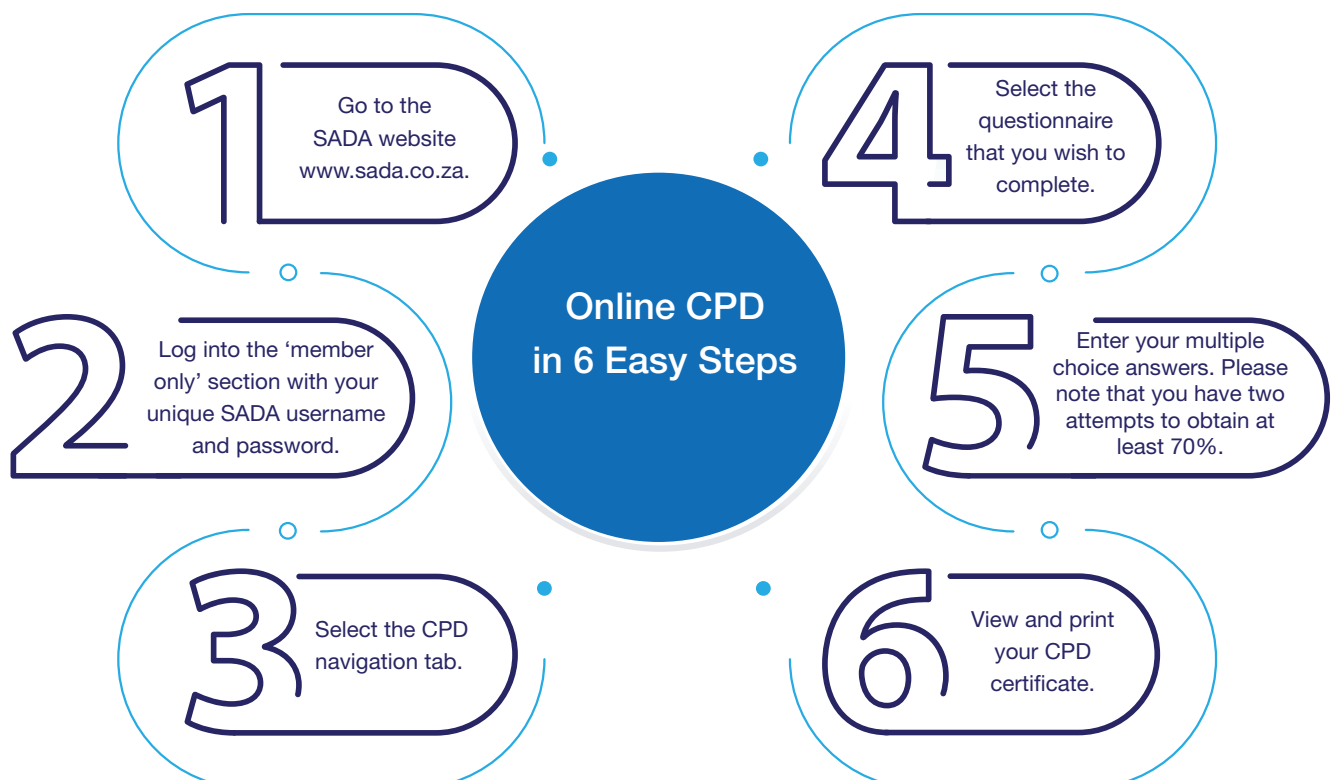 Online CPD
in 6 Easy Steps
1
Go to the
SADA website
www.sada.co.za.
2
Log into the ‘member
only’ section with your
unique SADA username
and password.
3
Select the CPD
navigation tab.
4
Select the
questionnaire
that you wish to
complete.
5
Enter your multiple
choice answers. Please
note that you have two
attempts to obtain at
least 70%.
6
View and print
your CPD
certificate.